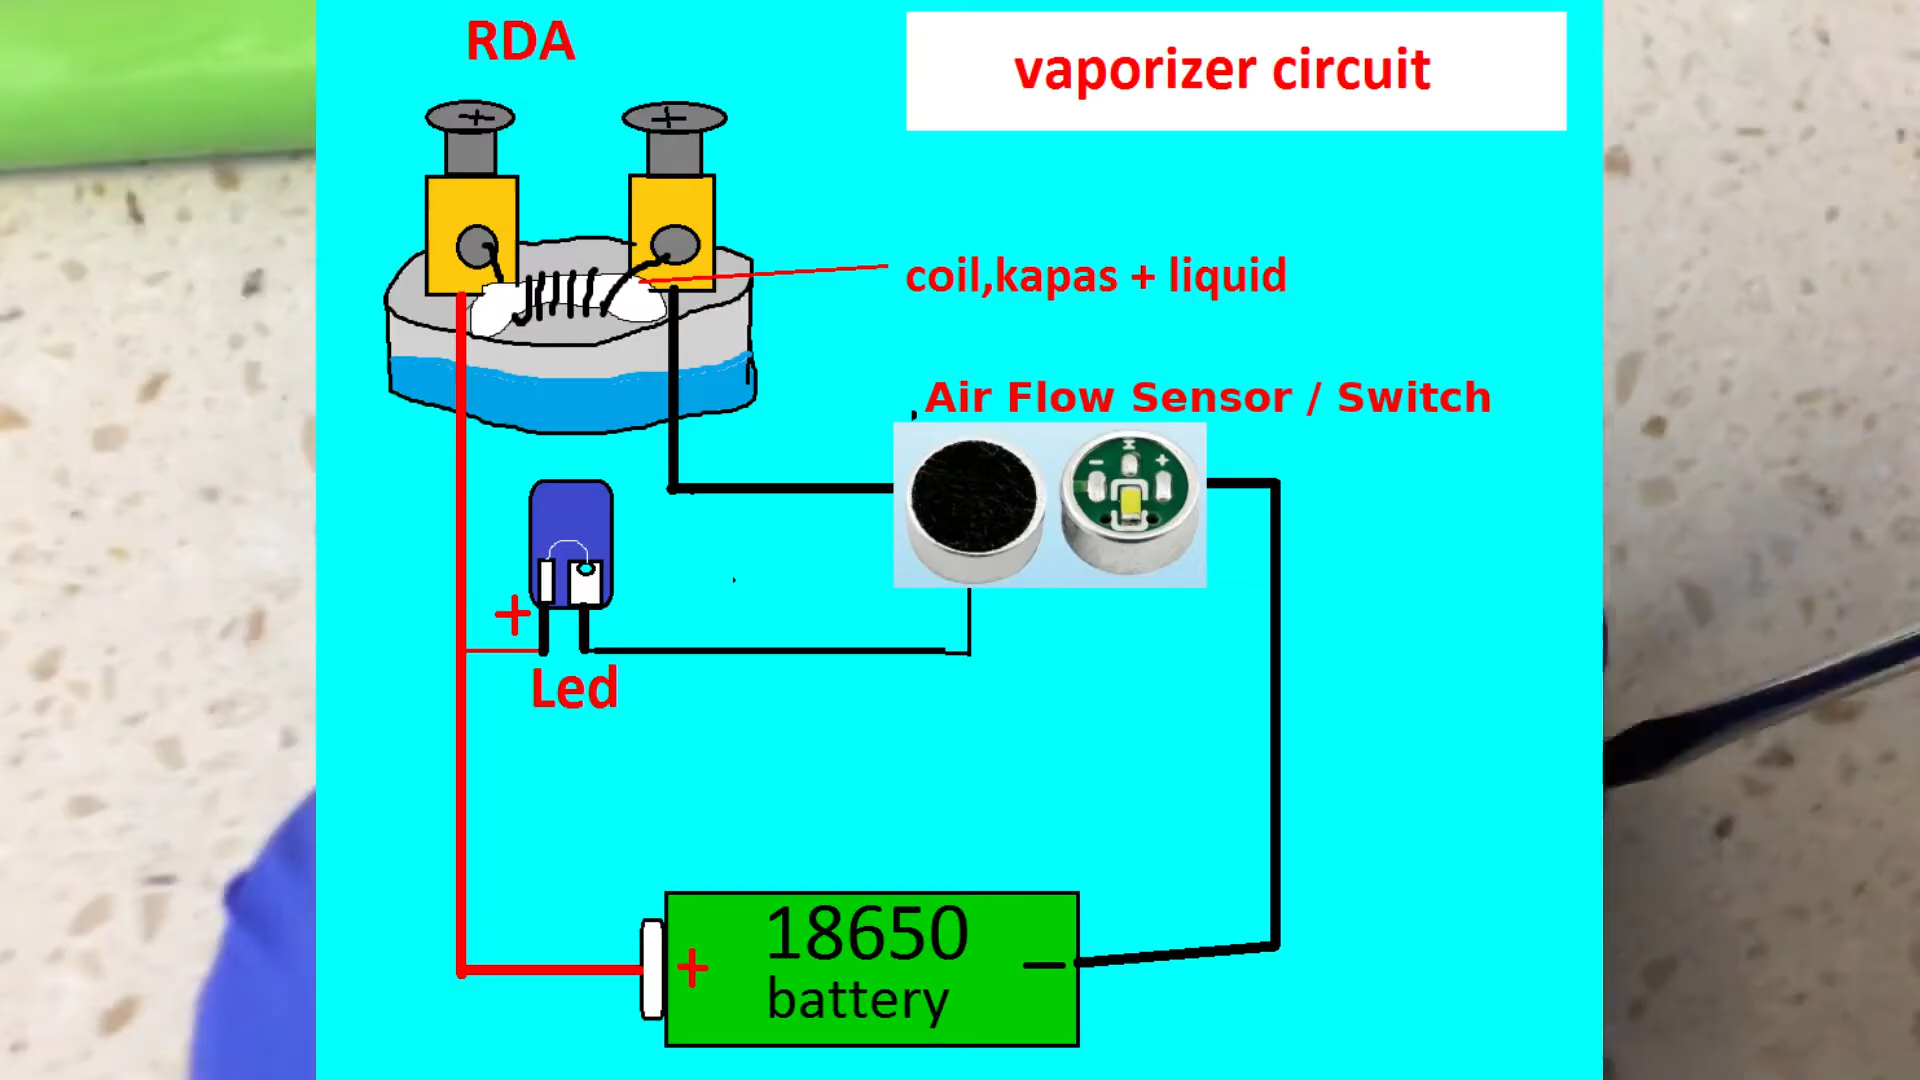 RDA
vaporizer circuit
coil,kapas + liquid
Air Flow Sensor / Switch
- +
+
Led
18650
+ —
battery